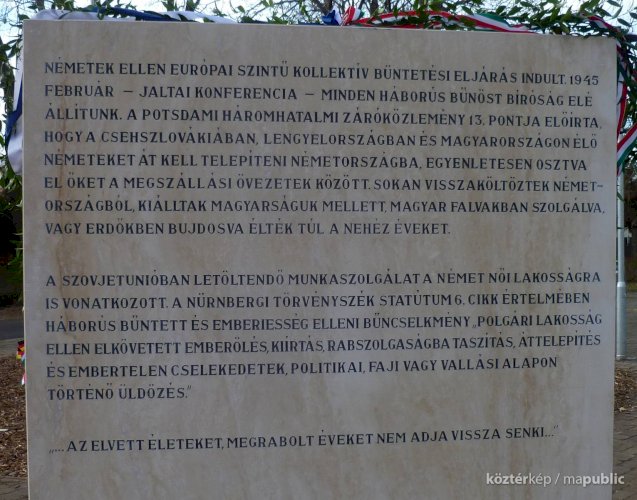 NÉMETEK ELLEN EURÓPAI SZINTŰ KOLLEKTÍV BÜNTETÉSI ELJÁRÁS INDULT. 1945
FEBRUÁR – JALTAI KONFERENCIA – MINDEN HÁBORÚS BŰNÖST BÍRÓSÁG ELÉ
ÁLLÍTUNK. A POTSDAMI HÁROMHATALMI ZÁRÓKÖZLEMÉNY 13. PONTJA ELŐÍRTA,
HOGY A CSEHSZLOVÁKIÁBAN, LENGYELORSZÁGBAN ÉS MAGYARORSZÁGON ÉLŐ
NÉMETEKET ÁT KELL TELEPÍTENI NÉMETORSZÁGBA, EGYENLETESEN OSZTVA
EL ŐKET A MEGSZÁLLÁSI ÖVEZETEK KÖZÖTT. SOKAN VISSZAKÖLTÖZTEK NÉMET-
ORSZÁGBÓL, KIÁLLTAK MAGYARSÁGUK MELLETT, MAGYAR FALVAKBAN SZOLGÁLVA,
VAGY ERDŐKBEN BUJDOSVA ÉLTÉK TÚL A NEHÉZ ÉVEKET.
A SZOVJETUNIÓBAN LETÖLTENDŐ MUNKASZOLGÁLAT A NÉMET NŐI LAKOSSÁGRA
IS VONATKOZOTT. A NÜRNBERGI TÖRVÉNYSZÉK STATÚTUM 6. CIKK ÉRTELMÉBEN
HÁBORÚS BŰNTETT ÉS EMBERIESSÉG ELLENI BŰNCSELKMÉNY „POLGÁRI LAKOSSÁG
ELLEN ELKÖVETETT EMBERÖLÉS, KIIRTÁS, RABSZOLGASÁGBA TASZÍTÁS, ÁTTELEPÍTÉS
ÉS EMBERTELEN CSELEKEDETEK, POLITIKAI, FAJI VAGY VALLÁSI ALAPON
TÖRTÉNŐ ÜLDÖZÉS."
„... AZ ELVETT ÉLETEKET, MEGRABOLT ÉVEKET NEM ADJA VISSZA SENKI..."
köztérkép / mapublic